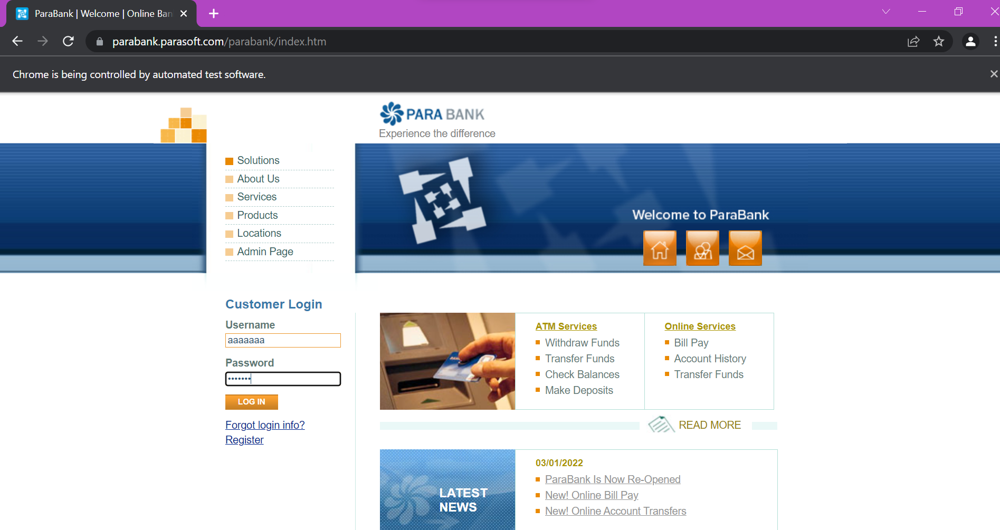 ParaBank | Welcome | Online Ban
parabank.parasoft.com/parabank/index.htm
Chrome is being controlled by automated test software.
PARA BANK
Experience the difference
Solutions
About Us
Services
Products
Locations
Admin Page
Welcome to ParaBank
Customer Login
Username
aaaaaaa
Password
•••••••
LOG IN
Forgot login info?
Register
ATM Services
Withdraw Funds
Transfer Funds
Check Balances
Make Deposits
Online Services
Bill Pay
Account History
Transfer Funds
READ MORE
LATEST
NEWS
03/01/2022
ParaBank Is Now Re-Opened
New! Online Bill Pay
New! Online Account Transfers